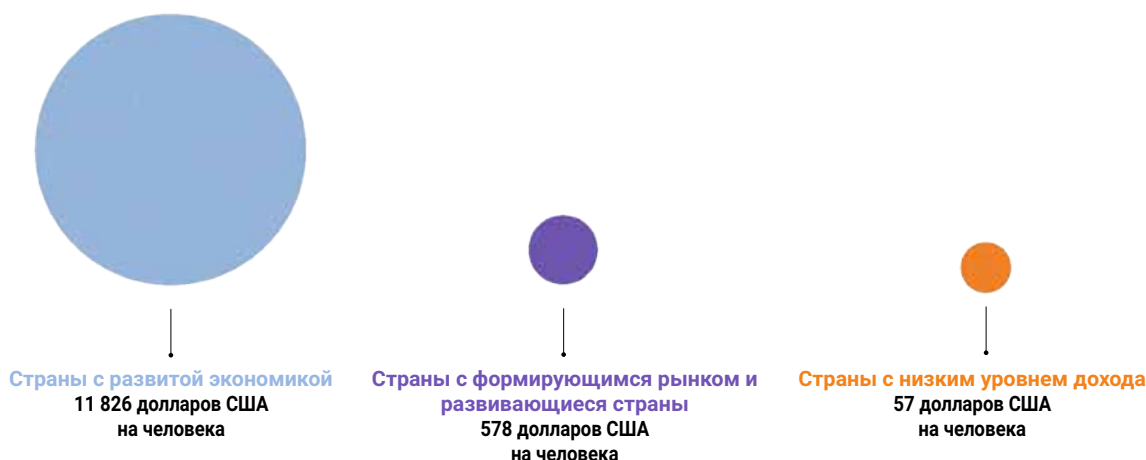 Страны с развитой экономикой
11 826 долларов США
на человека
Страны с формирующимся рынком и
развивающиеся страны
578 долларов США
на человека
Страны с низким уровнем дохода
57 долларов США
на человека